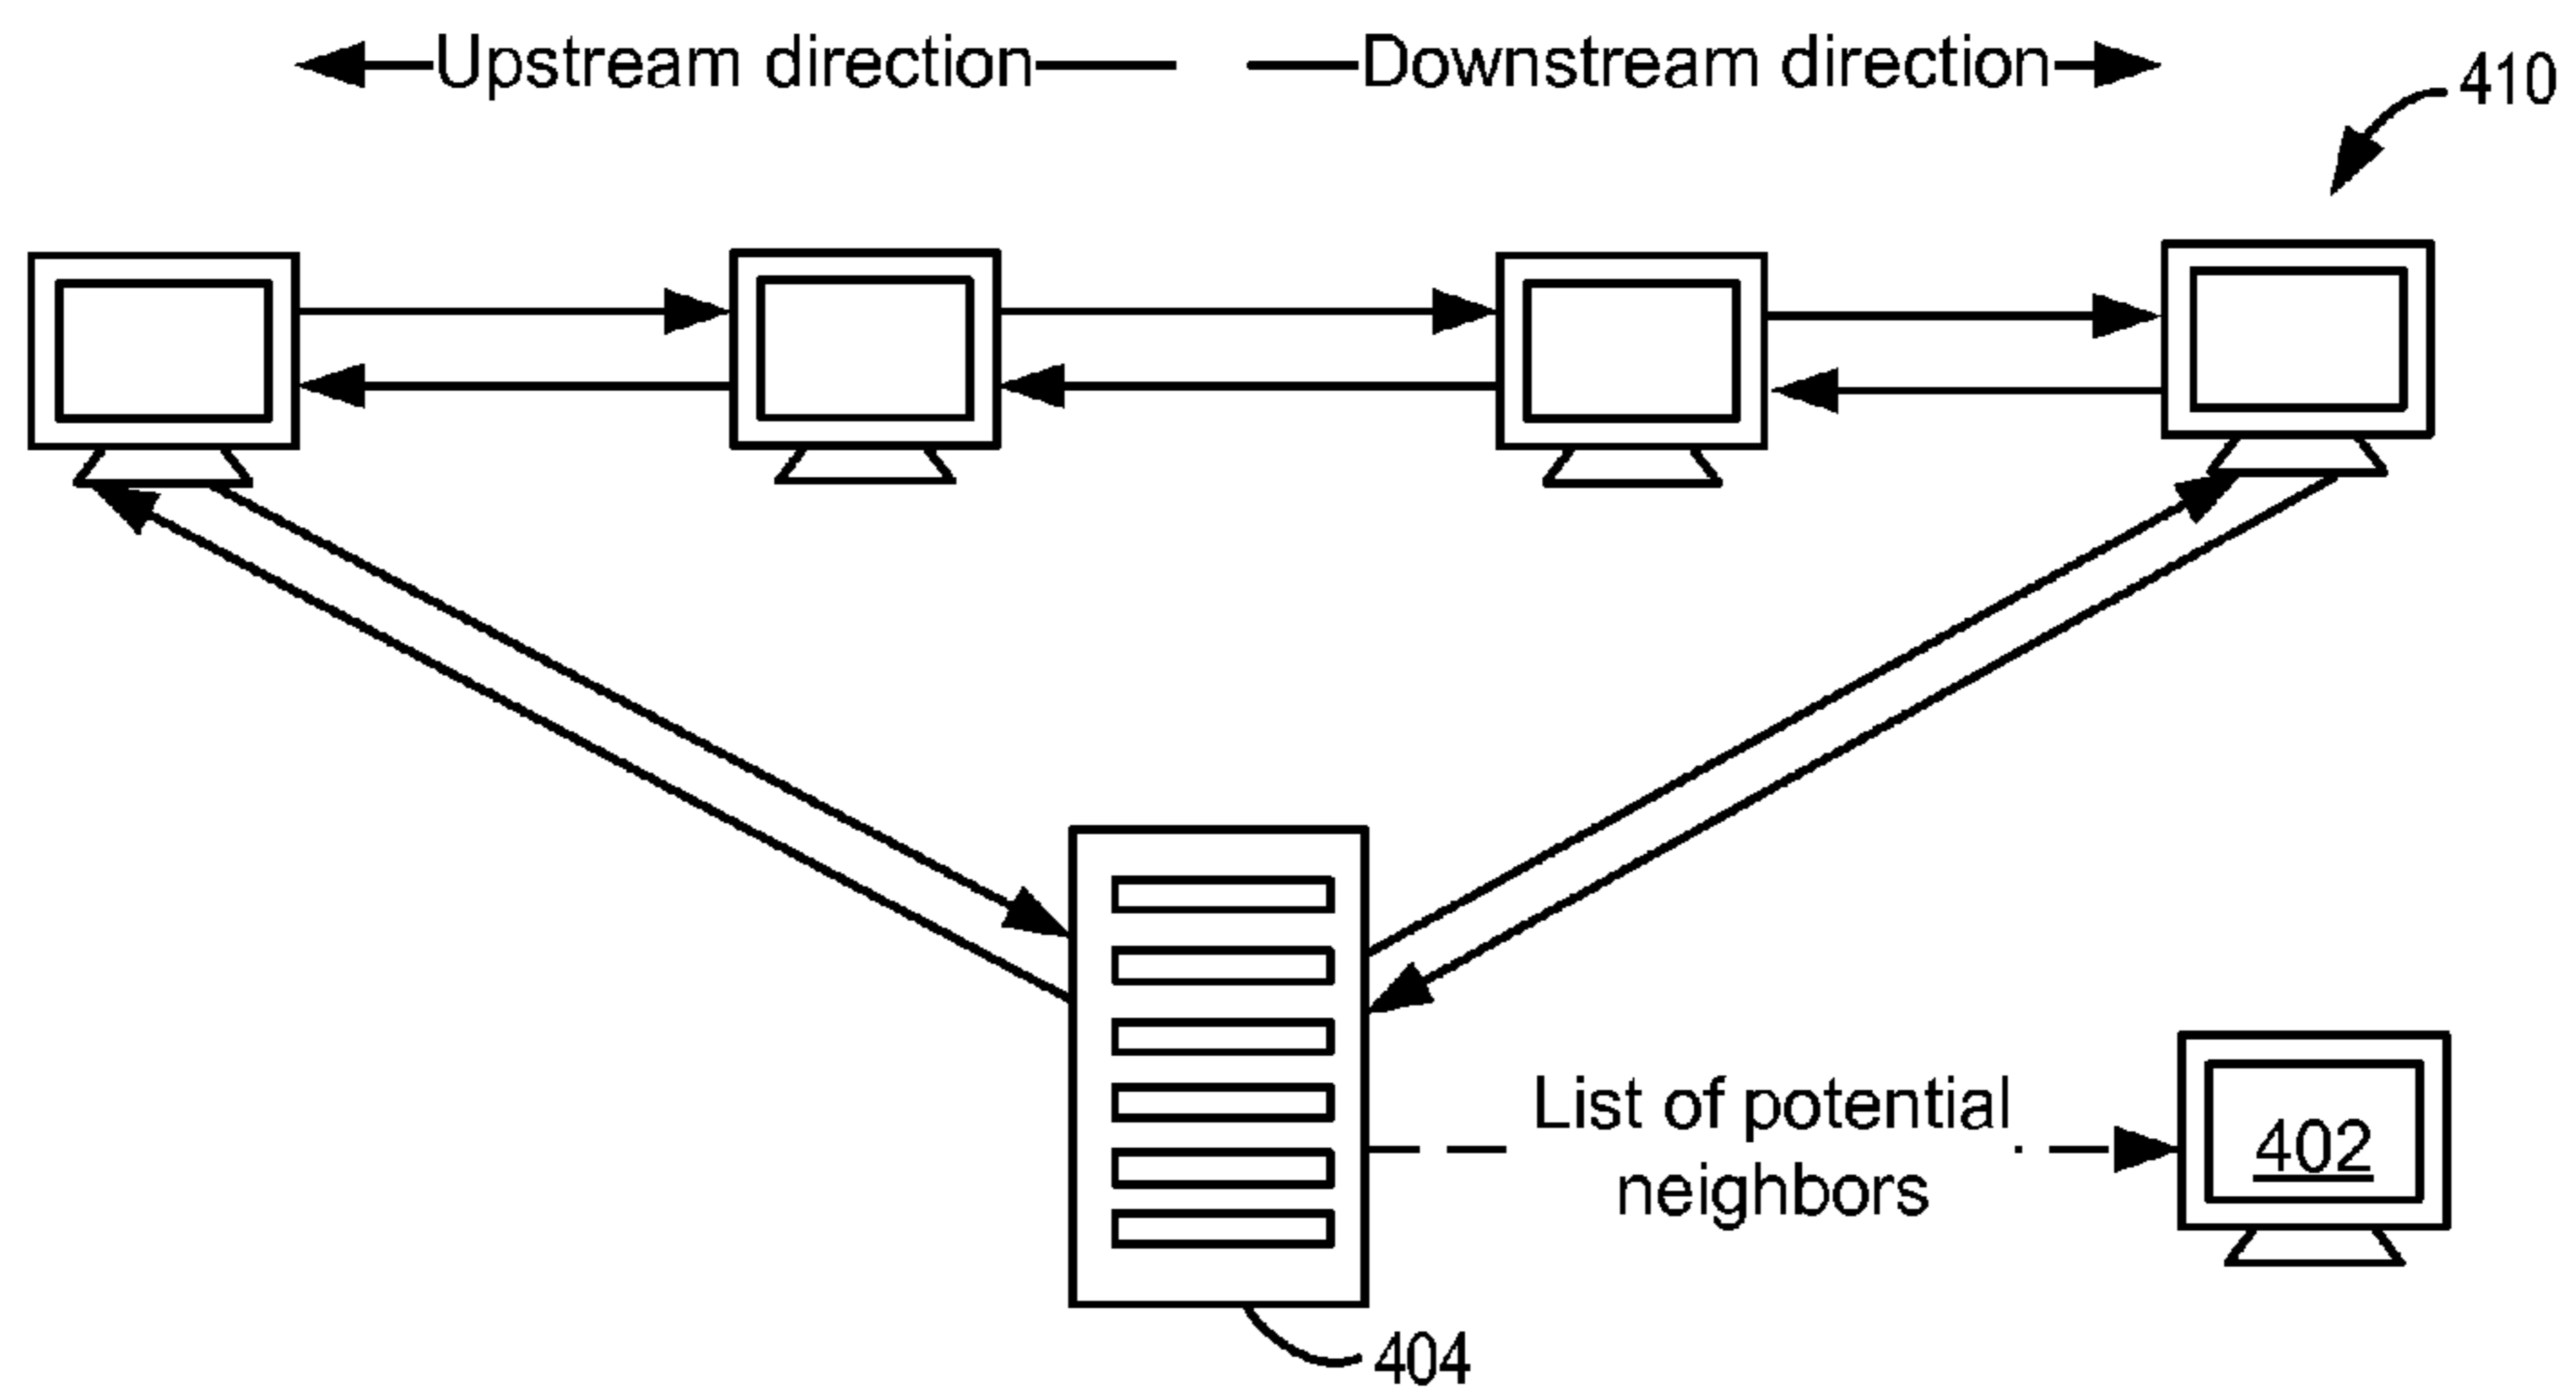 Upstream direction
Downstream direction
410
List of potential
neighbors
402
404